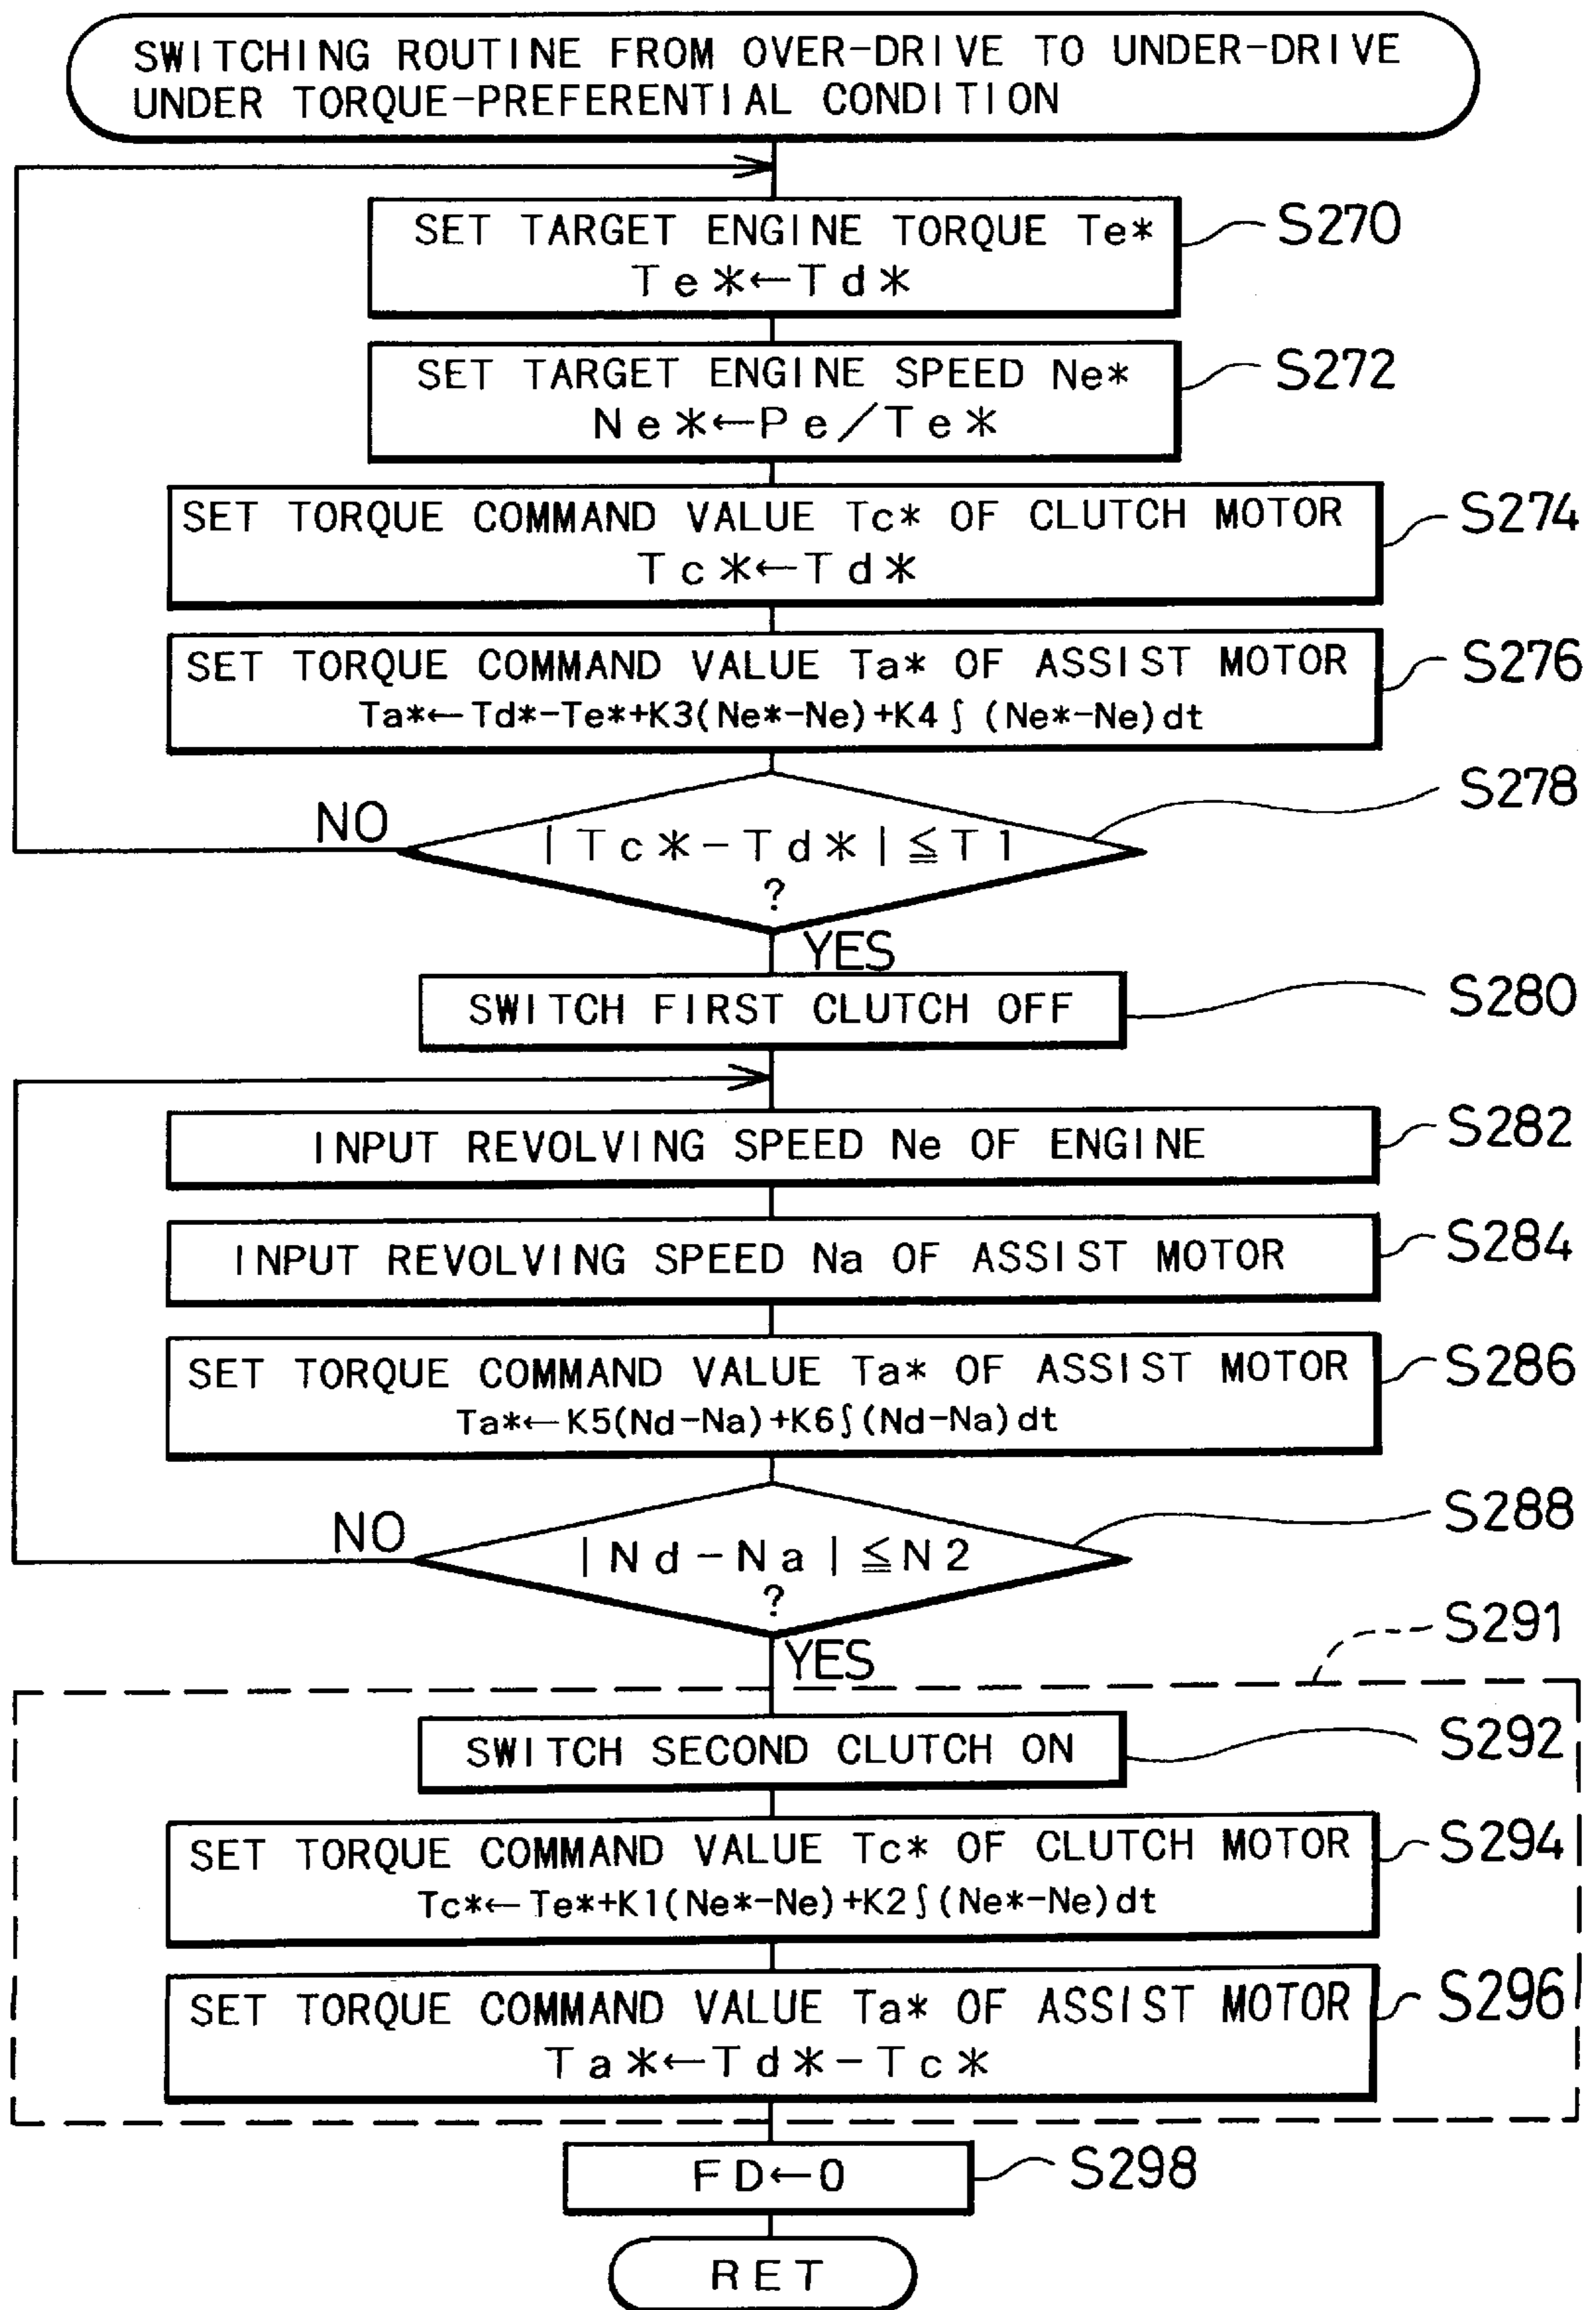 SWITCHING ROUTINE FROM OVER-DRIVE TO UNDER-DRIVE
UNDER TORQUE-PREFERENTIAL CONDITION
SET TARGET ENGINE TORQUE Te*
Te*←Td*
S270
SET TARGET ENGINE SPEED Ne*
Ne*←Pe/Te*
S272
SET TORQUE COMMAND VALUE Tc* OF CLUTCH MOTOR
Tc*←Td*
S274
SET TORQUE COMMAND VALUE Ta* OF ASSIST MOTOR
Ta*←Td*-Te*+K3(Ne*-Ne)+K4∫(Ne*-Ne)dt
S276
|Tc*-Td*|≦T1
?
S278
NO
YES
SWITCH FIRST CLUTCH OFF
S280
INPUT REVOLVING SPEED Ne OF ENGINE
S282
INPUT REVOLVING SPEED Na OF ASSIST MOTOR
S284
SET TORQUE COMMAND VALUE Ta* OF ASSIST MOTOR
Ta*←K5(Nd-Na)+K6∫(Nd-Na)dt
S286
|Nd-Na|≦N2
?
S288
NO
YES
S291
SWITCH SECOND CLUTCH ON
S292
SET TORQUE COMMAND VALUE Tc* OF CLUTCH MOTOR
Tc*←Te*+K1(Ne*-Ne)+K2∫(Ne*-Ne)dt
S294
SET TORQUE COMMAND VALUE Ta* OF ASSIST MOTOR
Ta*←Td*-Tc*
S296
FD←0
S298
RET